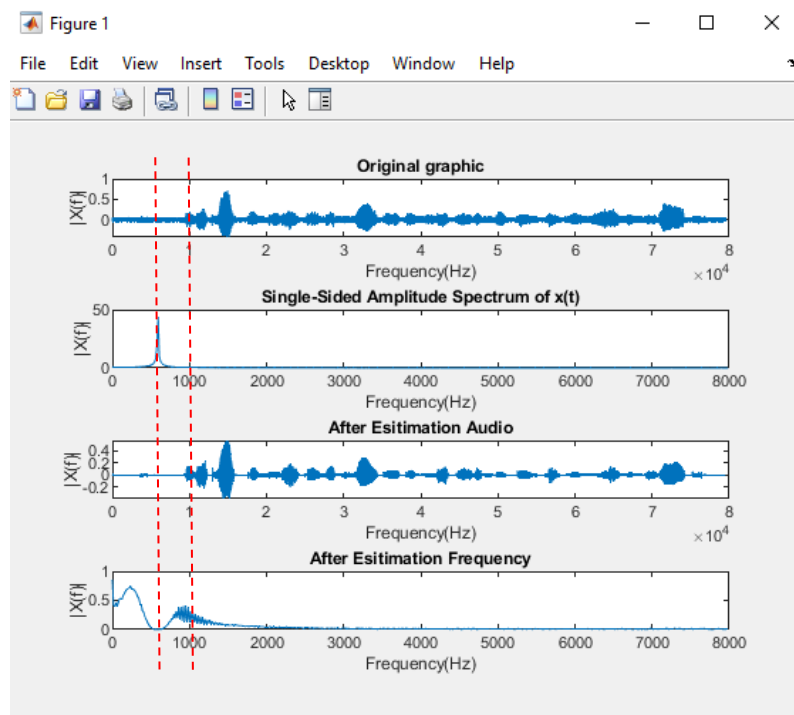 Figure 1
File Edit View Insert Tools Desktop Window Help
Original graphic
|X(f)|
1
0.5
0
0 1 2 3 4 5 6 7 8
Frequency(Hz)
×10^4
Single-Sided Amplitude Spectrum of x(t)
|X(f)|
50
0
0 1000 2000 3000 4000 5000 6000 7000 8000
Frequency(Hz)
After Esitimation Audio
|X(f)|
0.4
0.2
0
-0.2
0 1 2 3 4 5 6 7 8
Frequency(Hz)
×10^4
After Esitimation Frequency
|X(f)|
1
0.5
0
0 1000 2000 3000 4000 5000 6000 7000 8000
Frequency(Hz)